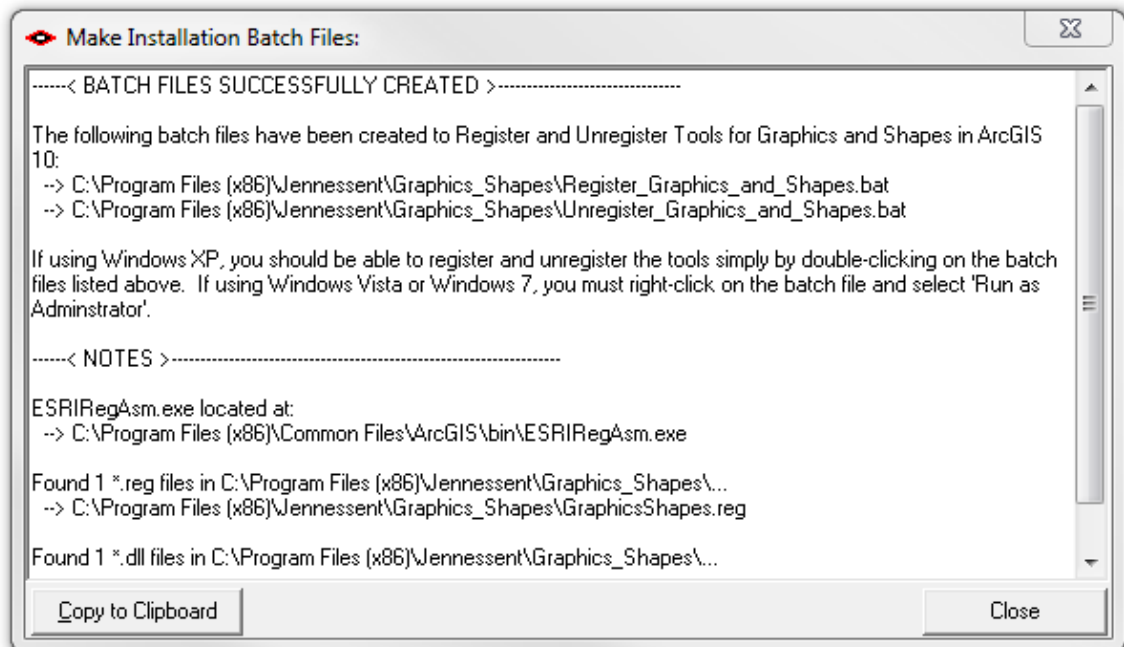 Make Installation Batch Files:
------< BATCH FILES SUCCESSFULLY CREATED >--------------------------------
The following batch files have been created to Register and Unregister Tools for Graphics and Shapes in ArcGIS
10:
--> C:\Program Files (x86)\Jennessent\Graphics_Shapes\Register_Graphics_and_Shapes.bat
--> C:\Program Files (x86)\Jennessent\Graphics_Shapes\Unregister_Graphics_and_Shapes.bat
If using Windows XP, you should be able to register and unregister the tools simply by double-clicking on the batch
files listed above.  If using Windows Vista or Windows 7, you must right-click on the batch file and select 'Run as
Adminstrator'.
------< NOTES >--------------------------------------------------------------------
ESRIRegAsm.exe located at:
--> C:\Program Files (x86)\Common Files\ArcGIS\bin\ESRIRegAsm.exe
Found 1 *.reg files in C:\Program Files (x86)\Jennessent\Graphics_Shapes\...
--> C:\Program Files (x86)\Jennessent\Graphics_Shapes\GraphicsShapes.reg
Found 1 *.dll files in C:\Program Files (x86)\Jennessent\Graphics_Shapes\...
Copy to Clipboard
Close